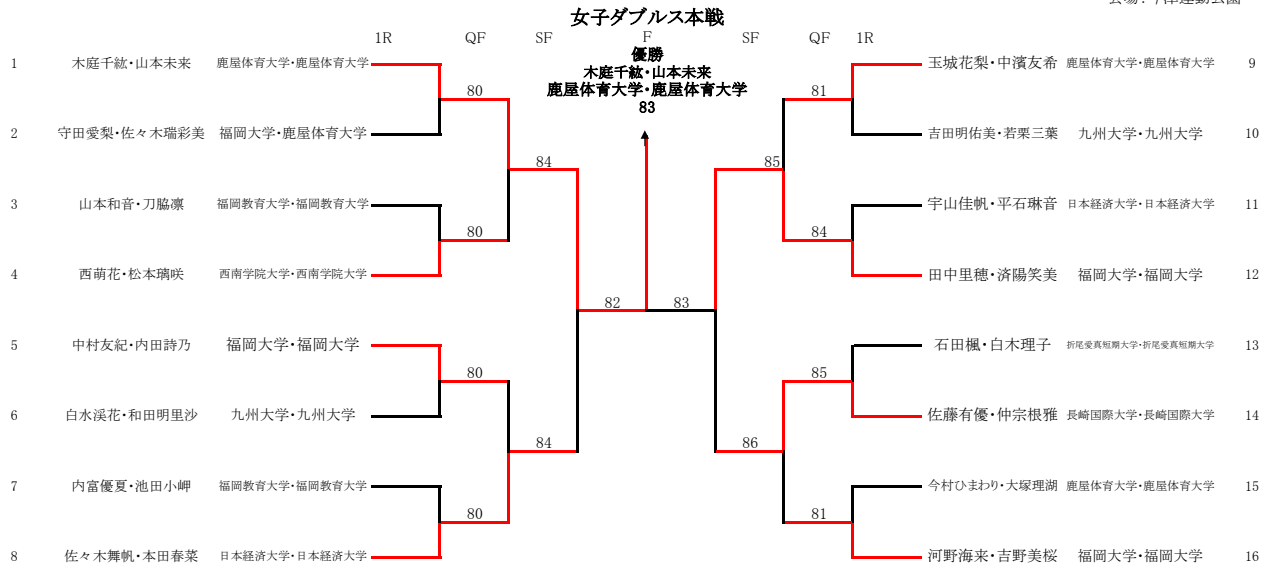 会場：今津運動公園
女子ダブルス本戦
1R QF SF F SF QF 1R
優勝
木庭千紘・山本未来
鹿屋体育大学・鹿屋体育大学
83
1 木庭千紘・山本未来 鹿屋体育大学・鹿屋体育大学
80
2 守田愛梨・佐々木瑞彩美 福岡大学・鹿屋体育大学
84
3 山本和音・刀脇凛 福岡教育大学・福岡教育大学
80
4 西萌花・松本璃咲 西南学院大学・西南学院大学
82
5 中村友紀・内田詩乃 福岡大学・福岡大学
80
6 白水渓花・和田明里沙 九州大学・九州大学
84
7 内富優夏・池田小岬 福岡教育大学・福岡教育大学
80
8 佐々木舞帆・本田春菜 日本経済大学・日本経済大学
玉城花梨・中濱友希 鹿屋体育大学・鹿屋体育大学 9
81
吉田明佑美・若栗三葉 九州大学・九州大学 10
85
宇山佳帆・平石琳音 日本経済大学・日本経済大学 11
84
田中里穂・済陽笑美 福岡大学・福岡大学 12
83
石田楓・白木理子 折尾愛真短期大学・折尾愛真短期大学 13
85
佐藤有優・仲宗根雅 長崎国際大学・長崎国際大学 14
86
今村ひまわり・大塚理湖 鹿屋体育大学・鹿屋体育大学 15
81
河野海来・吉野美桜 福岡大学・福岡大学 16